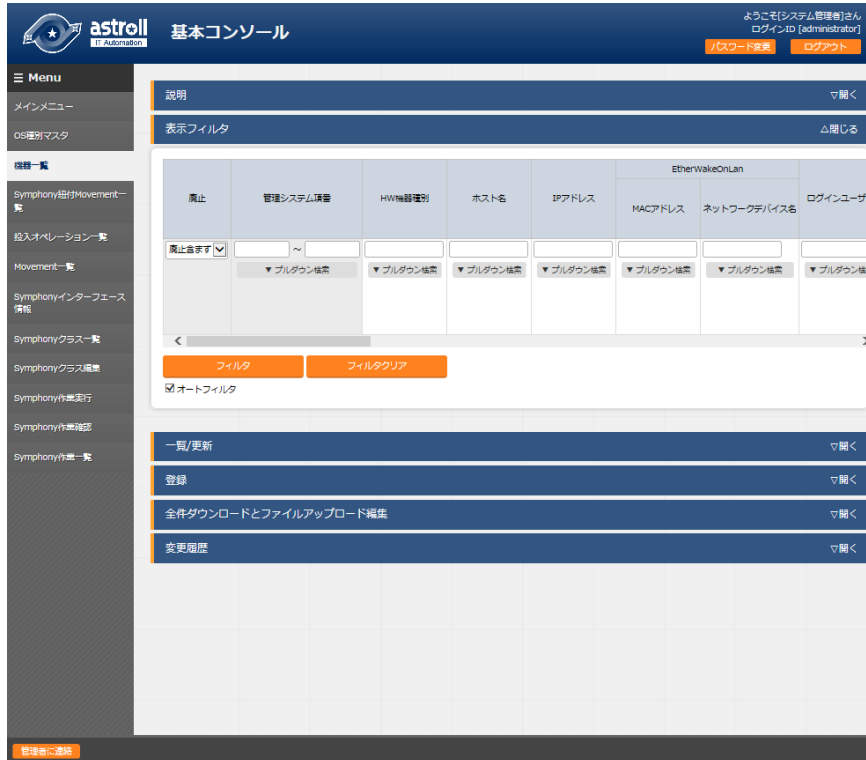 astroll
IT Automation
基本コンソール
ようこそ[システム管理者]さん
ログインID [administrator]
パスワード変更
ログアウト
Menu
メインメニュー
OS種別マスタ
機器一覧
Symphony紐付Movement一
覧
投入オペレーション一覧
Movement一覧
Symphonyインターフェース
情報
Symphonyクラス一覧
Symphonyクラス編集
Symphony作業実行
Symphony作業確認
Symphony作業一覧
説明
▽開く
表示フィルタ
△閉じる
廃止
管理システム項番
HW機器種別
ホスト名
IPアドレス
EtherWakeOnLan
MACアドレス
ネットワークデバイス名
ログインユーザ
廃止含まず
～
▼プルダウン検索
▼プルダウン検索
▼プルダウン検索
▼プルダウン検索
▼プルダウン検索
▼プルダウン検索
▼プルダウン検
フィルタ
フィルタクリア
オートフィルタ
一覧/更新
▽開く
登録
▽開く
全件ダウンロードとファイルアップロード編集
▽開く
変更履歴
▽開く
管理者に連絡